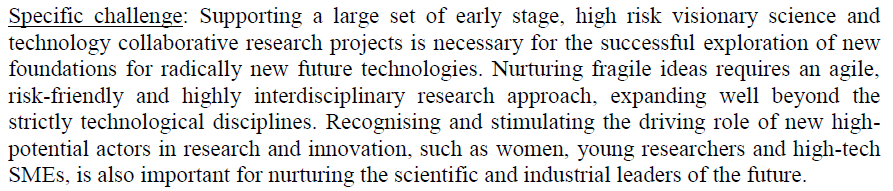 Specific challenge: Supporting a large set of early stage, high risk visionary science and
technology collaborative research projects is necessary for the successful exploration of new
foundations for radically new future technologies. Nurturing fragile ideas requires an agile,
risk-friendly and highly interdisciplinary research approach, expanding well beyond the
strictly technological disciplines. Recognising and stimulating the driving role of new high-
potential actors in research and innovation, such as women, young researchers and high-tech
SMEs, is also important for nurturing the scientific and industrial leaders of the future.